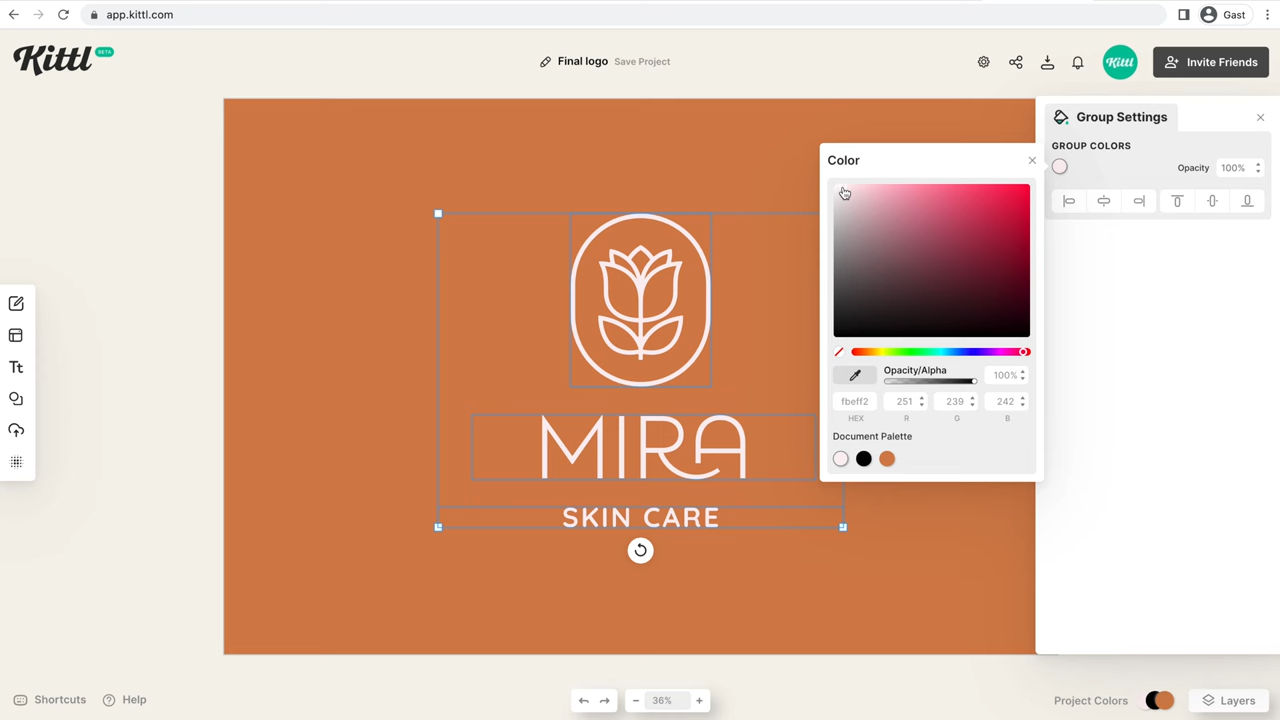 app.kittl.com
Gast
Kittl BETA
Final logo Save Project
Kittl
Invite Friends
Group Settings
GROUP COLORS
Opacity 100%
Color
Opacity/Alpha
100%
fbeff2 251 239 242
HEX R G B
Document Palette
MIRA
SKIN CARE
Tt
Shortcuts
Help
36%
Project Colors
Layers